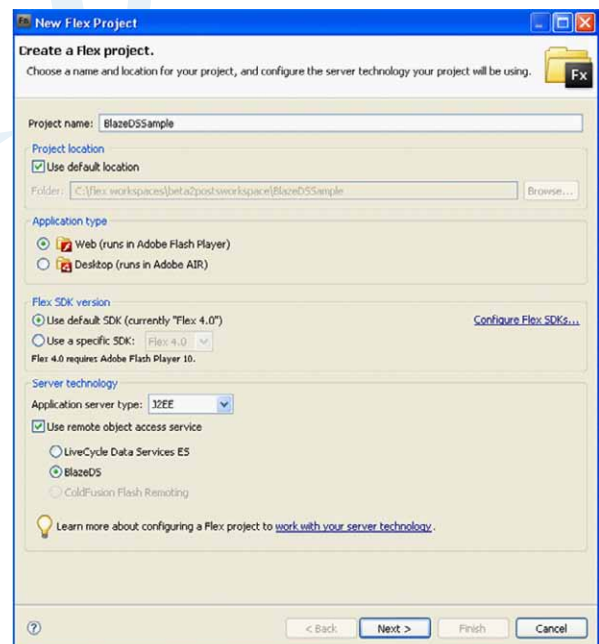 New Flex Project
Create a Flex project.
Choose a name and location for your project, and configure the server technology your project will be using.
Fx
Project name: BlazeDSSample
Project location
Use default location
Folder: C:\flex workspaces\beta2postsworkspace\BlazeDSSample Browse...
Application type
Web (runs in Adobe Flash Player)
Desktop (runs in Adobe AIR)
Flex SDK version
Use default SDK (currently "Flex 4.0") Configure Flex SDKs...
Use a specific SDK: Flex 4.0
Flex 4.0 requires Adobe Flash Player 10.
Server technology
Application server type: J2EE
Use remote object access service
LiveCycle Data Services ES
BlazeDS
ColdFusion Flash Remoting
Learn more about configuring a Flex project to work with your server technology.
? < Back Next > Finish Cancel